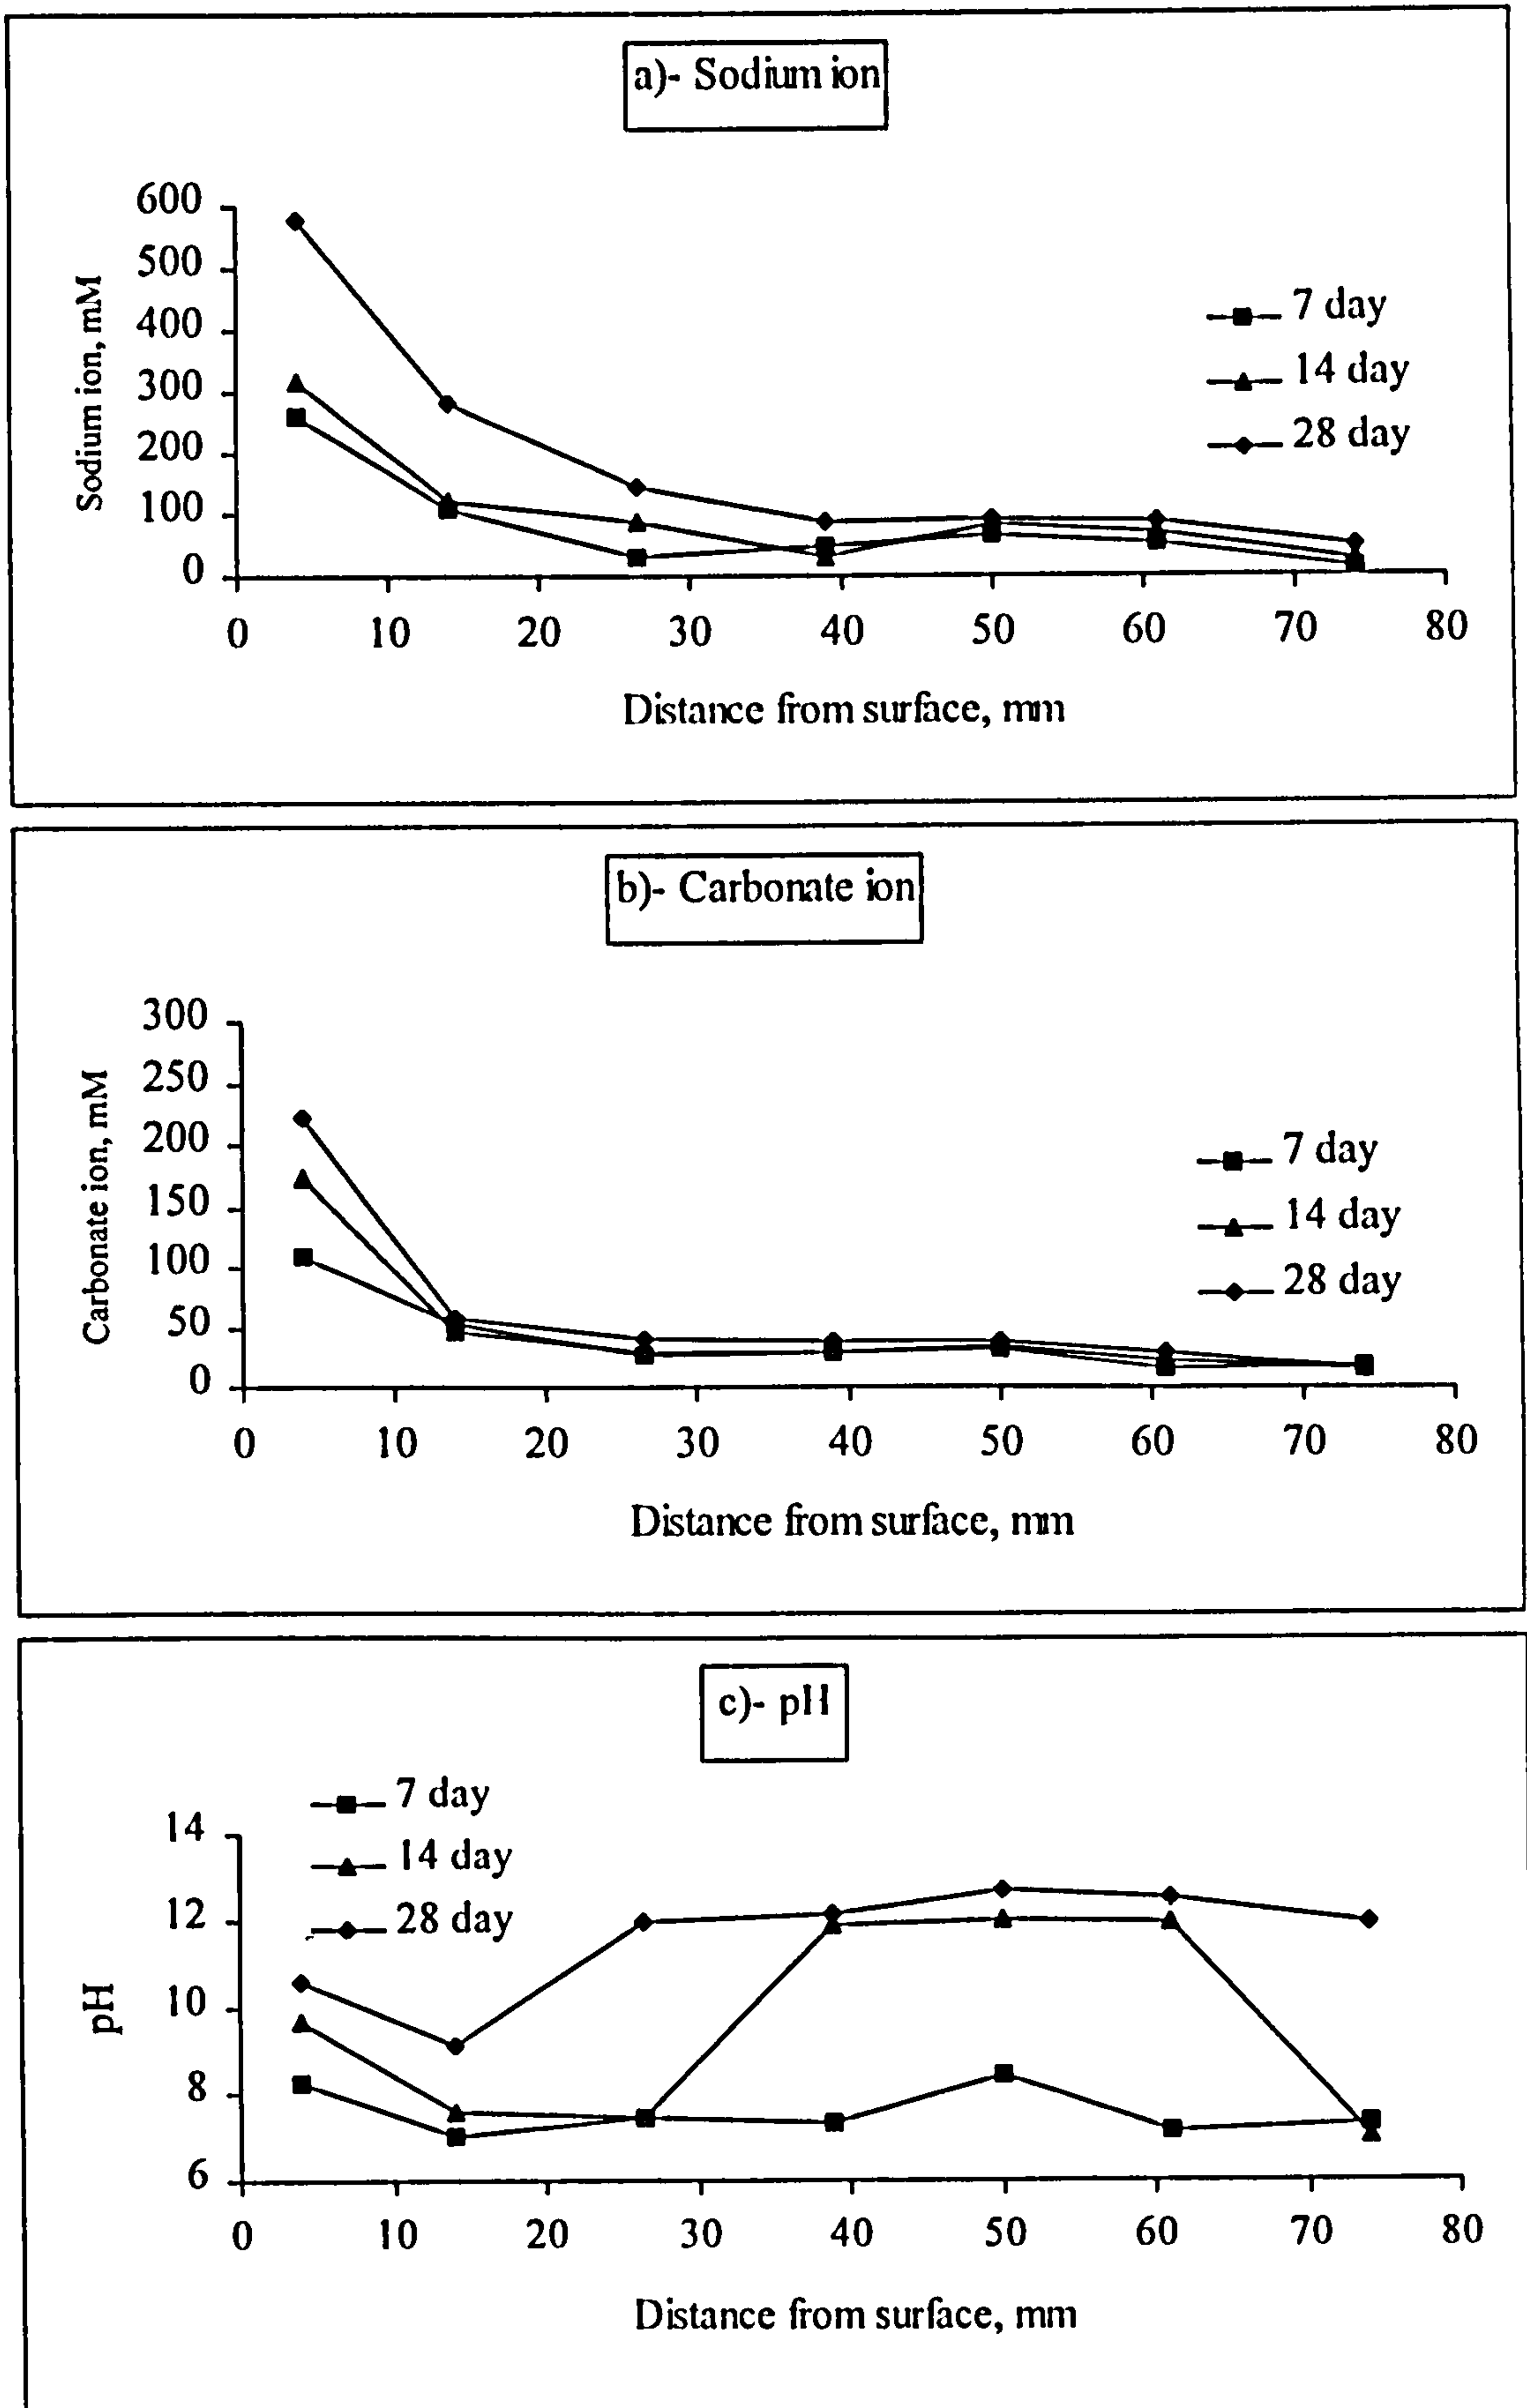 a)- Sodium ion
600
500
400
300
200
100
0
Sodium ion, mM
7 day
14 day
28 day
0 10 20 30 40 50 60 70 80
Distance from surface, mm
b)- Carbonate ion
300
250
200
150
100
50
0
Carbonate ion, mM
7 day
14 day
28 day
0 10 20 30 40 50 60 70 80
Distance from surface, mm
c)- pH
7 day
14 day
28 day
14
12
10
8
6
pH
0 10 20 30 40 50 60 70 80
Distance from surface, mm